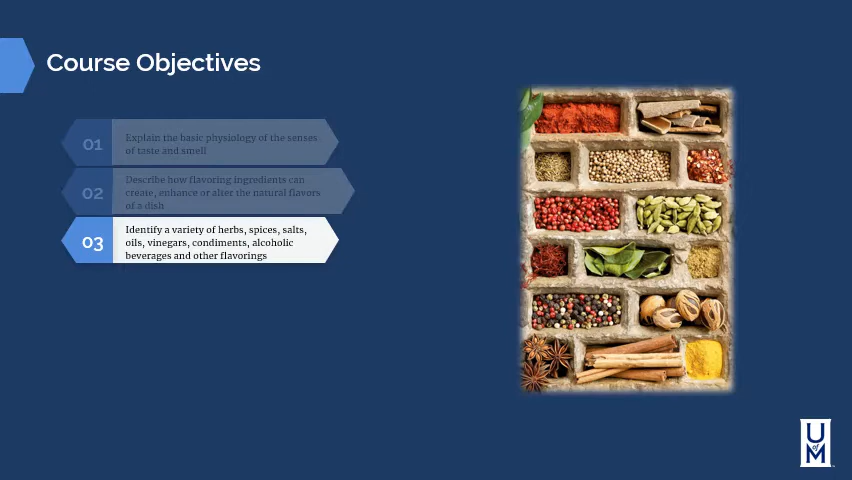 Course Objectives
01
Explain the basic physiology of the senses
of taste and smell
02
Describe how flavoring ingredients can
create, enhance or alter the natural flavors
of a dish
03
Identify a variety of herbs, spices, salts,
oils, vinegars, condiments, alcoholic
beverages and other flavorings
U
of
M